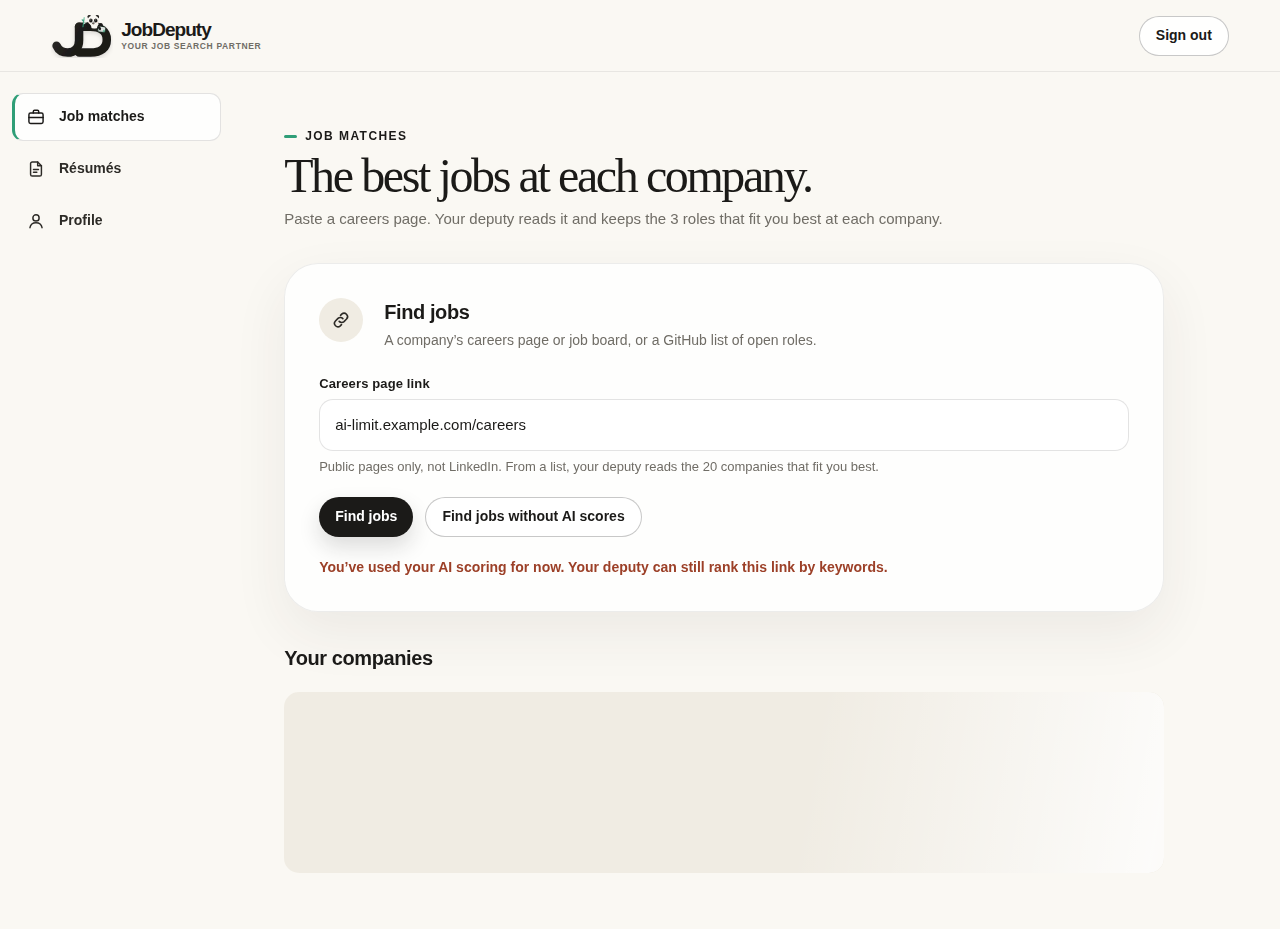 JobDeputy
YOUR JOB SEARCH PARTNER
Sign out
Job matches
Résumés
Profile
JOB MATCHES
The best jobs at each company.
Paste a careers page. Your deputy reads it and keeps the 3 roles that fit you best at each company.
Find jobs
A company’s careers page or job board, or a GitHub list of open roles.
Careers page link
ai-limit.example.com/careers
Public pages only, not LinkedIn. From a list, your deputy reads the 20 companies that fit you best.
Find jobs
Find jobs without AI scores
You’ve used your AI scoring for now. Your deputy can still rank this link by keywords.
Your companies